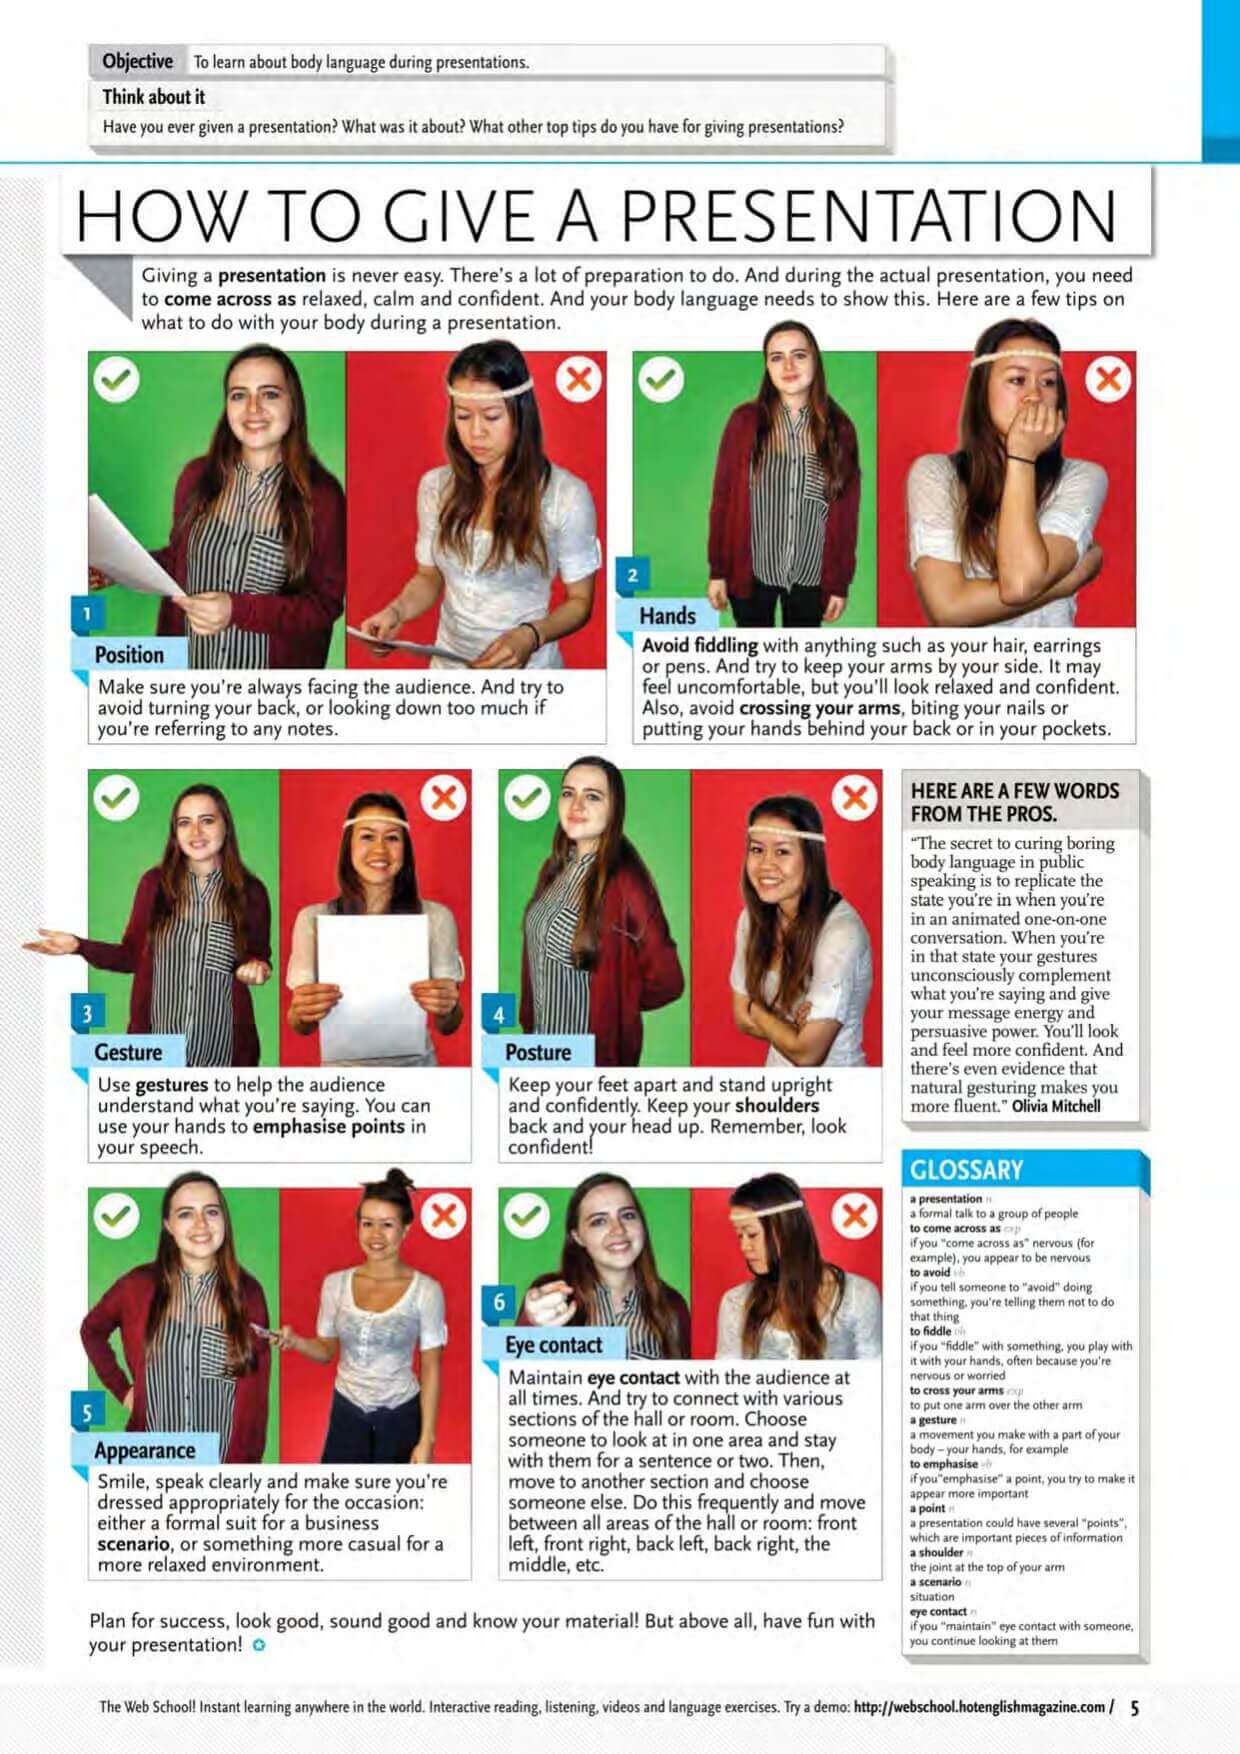 Objective To learn about body language during presentations.
Think about it
Have you ever given a presentation? What was it about? What other top tips do you have for giving presentations?
HOW TO GIVE A PRESENTATION
Giving a presentation is never easy. There's a lot of preparation to do. And during the actual presentation, you need
to come across as relaxed, calm and confident. And your body language needs to show this. Here are a few tips on
what to do with your body during a presentation.
1
Position
Make sure you're always facing the audience. And try to
avoid turning your back, or looking down too much if
you're referring to any notes.
2
Hands
Avoid fiddling with anything such as your hair, earrings
or pens. And try to keep your arms by your side. It may
feel uncomfortable, but you'll look relaxed and confident.
Also, avoid crossing your arms, biting your nails or
putting your hands behind your back or in your pockets.
3
Gesture
Use gestures to help the audience
understand what you're saying. You can
use your hands to emphasise points in
your speech.
4
Posture
Keep your feet apart and stand upright
and confidently. Keep your shoulders
back and your head up. Remember, look
confident!
5
Appearance
Smile, speak clearly and make sure you're
dressed appropriately for the occasion:
either a formal suit for a business
scenario, or something more casual for a
more relaxed environment.
6
Eye contact
Maintain eye contact with the audience at
all times. And try to connect with various
sections of the hall or room. Choose
someone to look at in one area and stay
with them for a sentence or two. Then,
move to another section and choose
someone else. Do this frequently and move
between all areas of the hall or room: front
left, front right, back left, back right, the
middle, etc.
HERE ARE A FEW WORDS
FROM THE PROS.
"The secret to curing boring
body language in public
speaking is to replicate the
state you're in when you're
in an animated one-on-one
conversation. When you're
in that state your gestures
unconsciously complement
what you're saying and give
your message energy and
persuasive power. You'll look
and feel more confident. And
there's even evidence that
natural gesturing makes you
more fluent." Olivia Mitchell
GLOSSARY
a presentation n
a formal talk to a group of people
to come across as exp
if you "come across as" nervous (for
example), you appear to be nervous
to avoid vb
if you tell someone to "avoid" doing
something, you're telling them not to do
that thing
to fiddle vb
if you "fiddle" with something, you play with
it with your hands, often because you're
nervous or worried
to cross your arms exp
to put one arm over the other arm
a gesture n
a movement you make with a part of your
body – your hands, for example
to emphasise vb
if you"emphasise" a point, you try to make it
appear more important
a point n
a presentation could have several "points",
which are important pieces of information
a shoulder n
the joint at the top of your arm
a scenario n
situation
eye contact n
if you "maintain" eye contact with someone,
you continue looking at them
Plan for success, look good, sound good and know your material! But above all, have fun with
your presentation!
The Web School! Instant learning anywhere in the world. Interactive reading, listening, videos and language exercises. Try a demo: http://webschool.hotenglishmagazine.com / 5